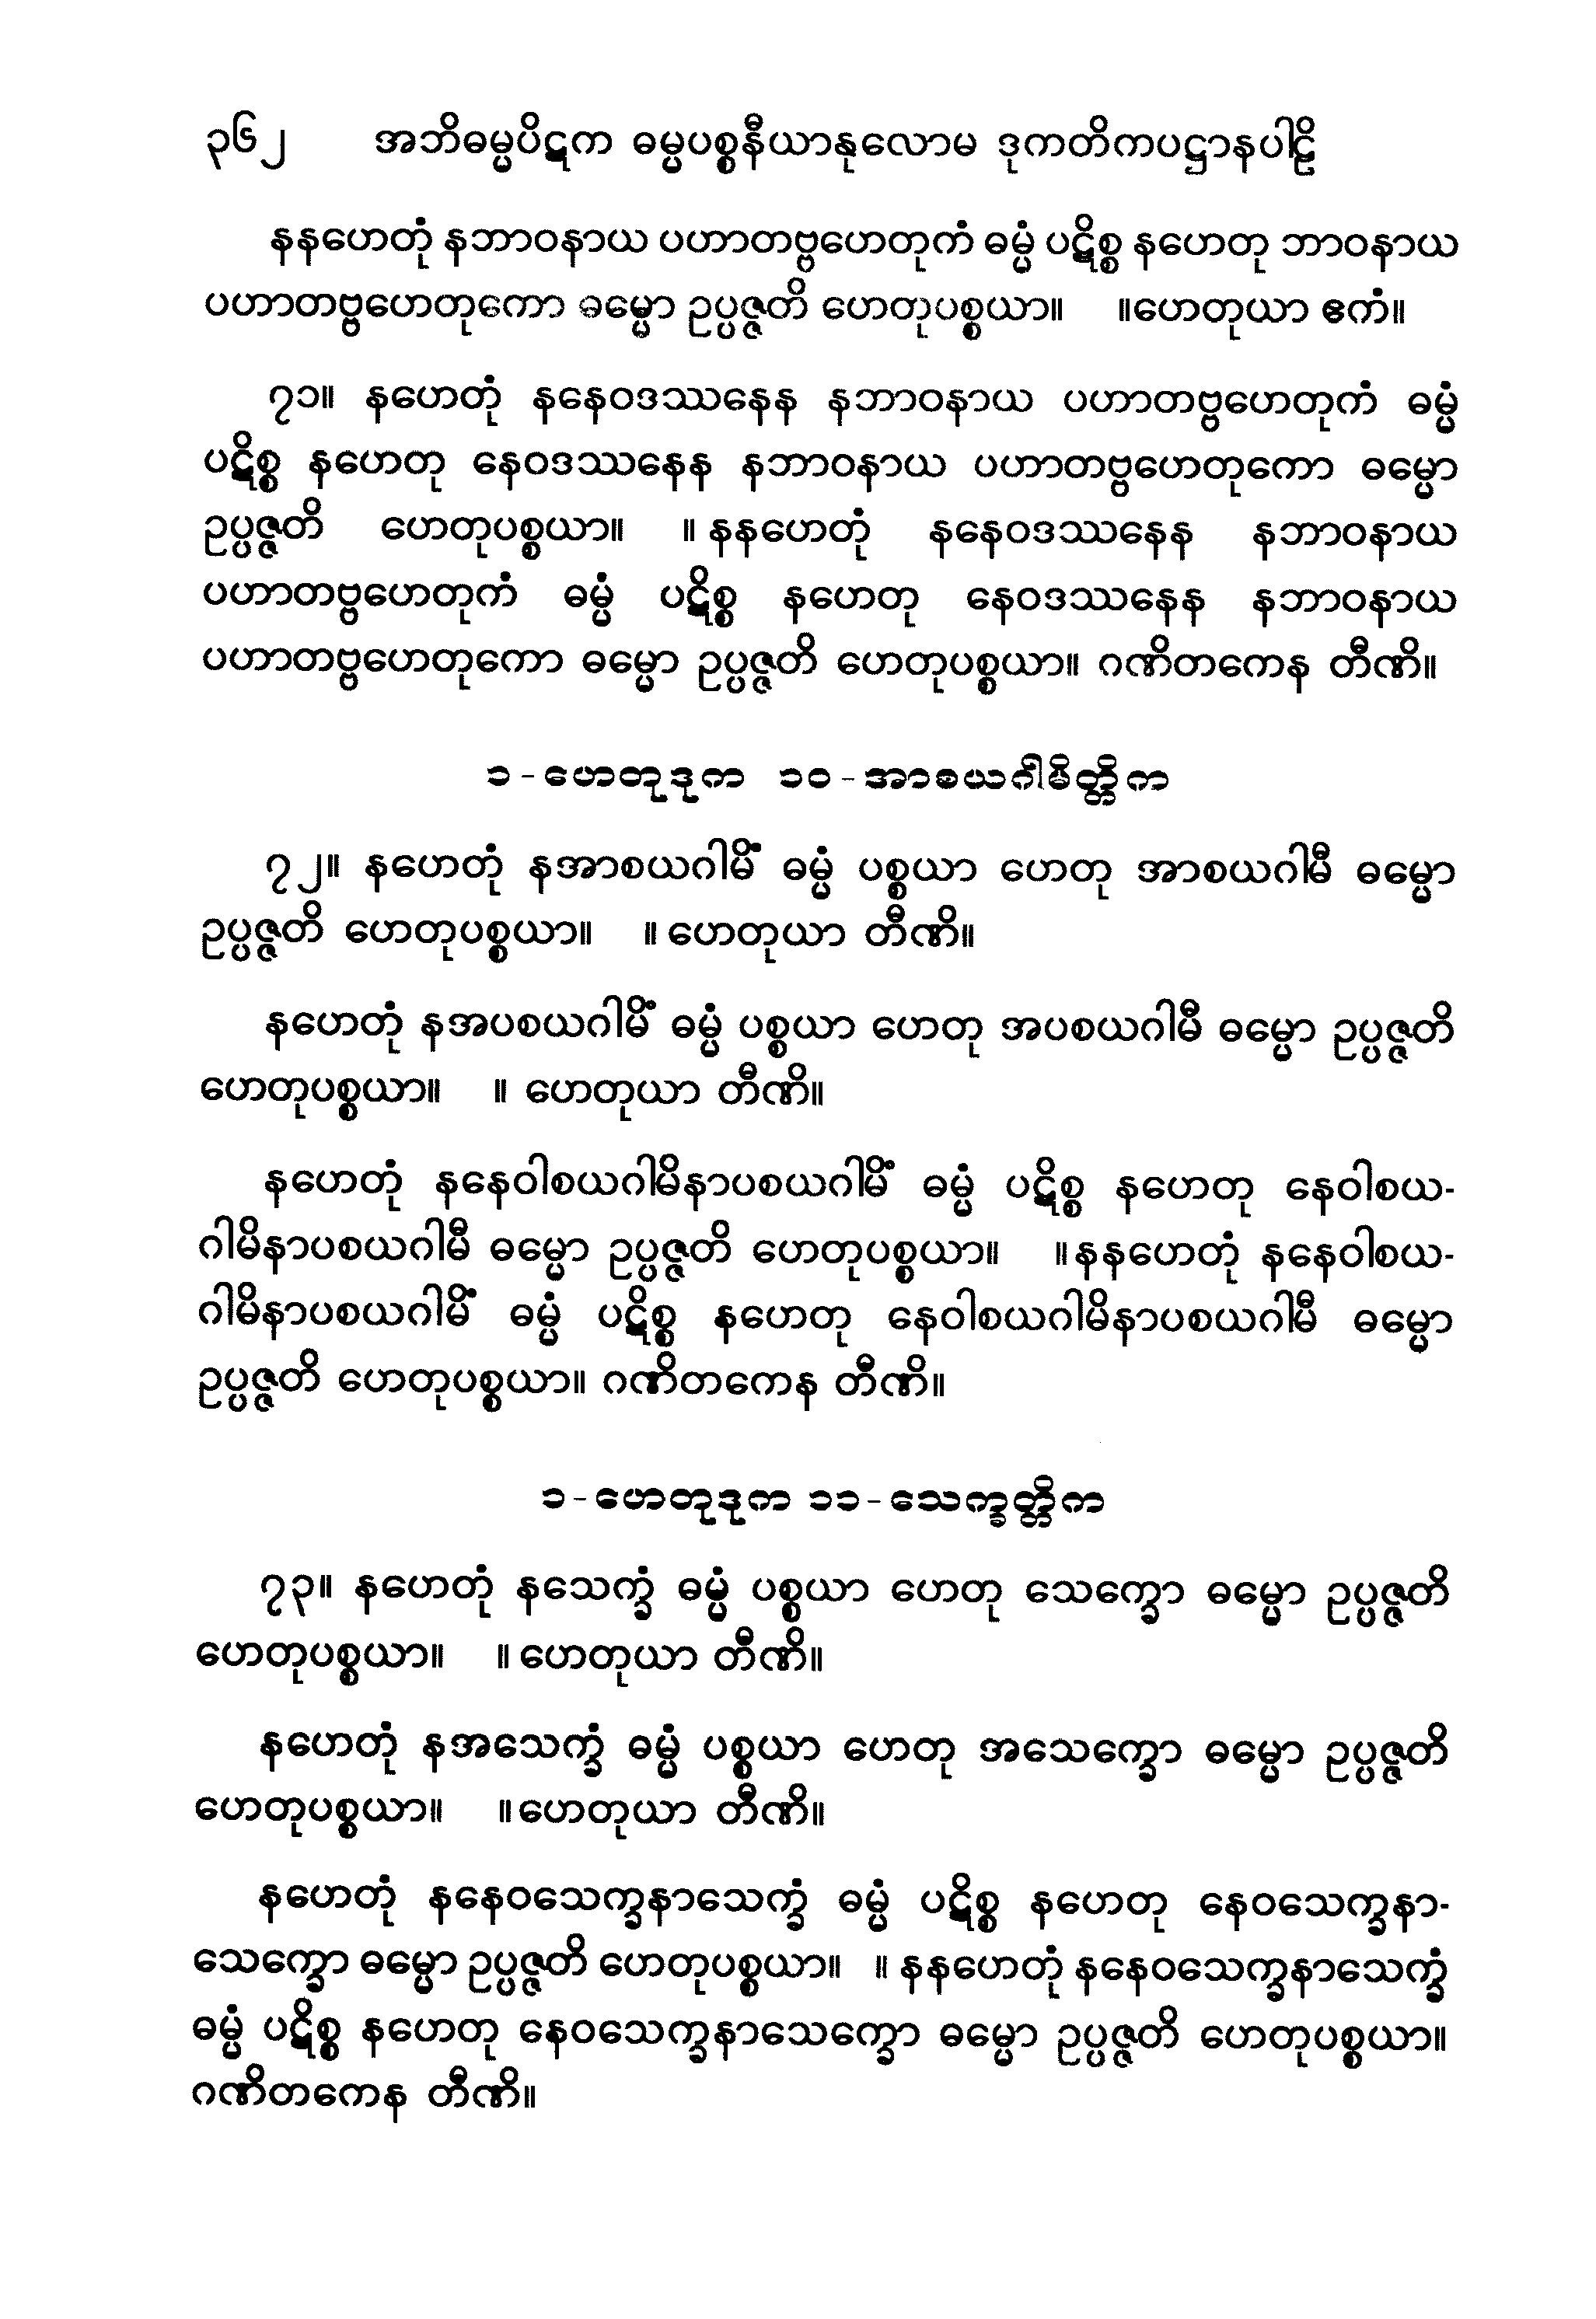 ၃၆၂ အဘိဓမ္မပိဋက ဓမ္မပစ္စနီယာနုလောမ ဒုကတိကပဋ္ဌာနပါဠိ
နနဟေတုံ နဘာဝနာယ ပဟာတဗ္ဗဟေတုကံ ဓမ္မံ ပဋိစ္စ နဟေတု ဘာဝနာယ
ပဟာတဗ္ဗဟေတုကော ဓမ္မော ဥပ္ပဇ္ဇတိ ဟေတုပစ္စယာ။ ။ဟေတုယာ ဧကံ။
၇၁။ နဟေတုံ နနေဝဒဿနေန နဘာဝနာယ ပဟာတဗ္ဗဟေတုကံ ဓမ္မံ
ပဋိစ္စ နဟေတု နေဝဒဿနေန နဘာဝနာယ ပဟာတဗ္ဗဟေတုကော ဓမ္မော
ဥပ္ပဇ္ဇတိ ဟေတုပစ္စယာ။ ။ နနဟေတုံ နနေဝဒဿနေန နဘာဝနာယ
ပဟာတဗ္ဗဟေတုကံ ဓမ္မံ ပဋိစ္စ နဟေတု နေဝဒဿနေန နဘာဝနာယ
ပဟာတဗ္ဗဟေတုကော ဓမ္မော ဥပ္ပဇ္ဇတိ ဟေတုပစ္စယာ။ ဂဏိတကေန တီဏိ။
၁-ဟေတုဒုက ၁၀-အာစယဂါမိတ္တိက
၇၂။ နဟေတုံ နအာစယဂါမိံ ဓမ္မံ ပစ္စယာ ဟေတု အာစယဂါမီ ဓမ္မော
ဥပ္ပဇ္ဇတိ ဟေတုပစ္စယာ။ ။ ဟေတုယာ တီဏိ။
နဟေတုံ နအပစယဂါမိံ ဓမ္မံ ပစ္စယာ ဟေတု အပစယဂါမီ ဓမ္မော ဥပ္ပဇ္ဇတိ
ဟေတုပစ္စယာ။ ။ ဟေတုယာ တီဏိ။
နဟေတုံ နနေဝါစယဂါမိနာပစယဂါမိံ ဓမ္မံ ပဋိစ္စ နဟေတု နေဝါစယ-
ဂါမိနာပစယဂါမီ ဓမ္မော ဥပ္ပဇ္ဇတိ ဟေတုပစ္စယာ။ ။နနဟေတုံ နနေဝါစယ-
ဂါမိနာပစယဂါမိံ ဓမ္မံ ပဋိစ္စ နဟေတု နေဝါစယဂါမိနာပစယဂါမီ ဓမ္မော
ဥပ္ပဇ္ဇတိ ဟေတုပစ္စယာ။ ဂဏိတကေန တီဏိ။
၁-ဟေတုဒုက ၁၁-သေက္ခတ္တိက
၇၃။ နဟေတုံ နသေက္ခံ ဓမ္မံ ပစ္စယာ ဟေတု သေက္ခော ဓမ္မော ဥပ္ပဇ္ဇတိ
ဟေတုပစ္စယာ။ ။ ဟေတုယာ တီဏိ။
နဟေတုံ နအသေက္ခံ ဓမ္မံ ပစ္စယာ ဟေတု အသေက္ခော ဓမ္မော ဥပ္ပဇ္ဇတိ
ဟေတုပစ္စယာ။ ။ဟေတုယာ တီဏိ။
နဟေတုံ နနေဝသေက္ခနာသေက္ခံ ဓမ္မံ ပဋိစ္စ နဟေတု နေဝသေက္ခနာ-
သေက္ခော ဓမ္မော ဥပ္ပဇ္ဇတိ ဟေတုပစ္စယာ။ ။ နနဟေတုံ နနေဝသေက္ခနာသေက္ခံ
ဓမ္မံ ပဋိစ္စ နဟေတု နေဝသေက္ခနာသေက္ခော ဓမ္မော ဥပ္ပဇ္ဇတိ ဟေတုပစ္စယာ။
ဂဏိတကေန တီဏိ။